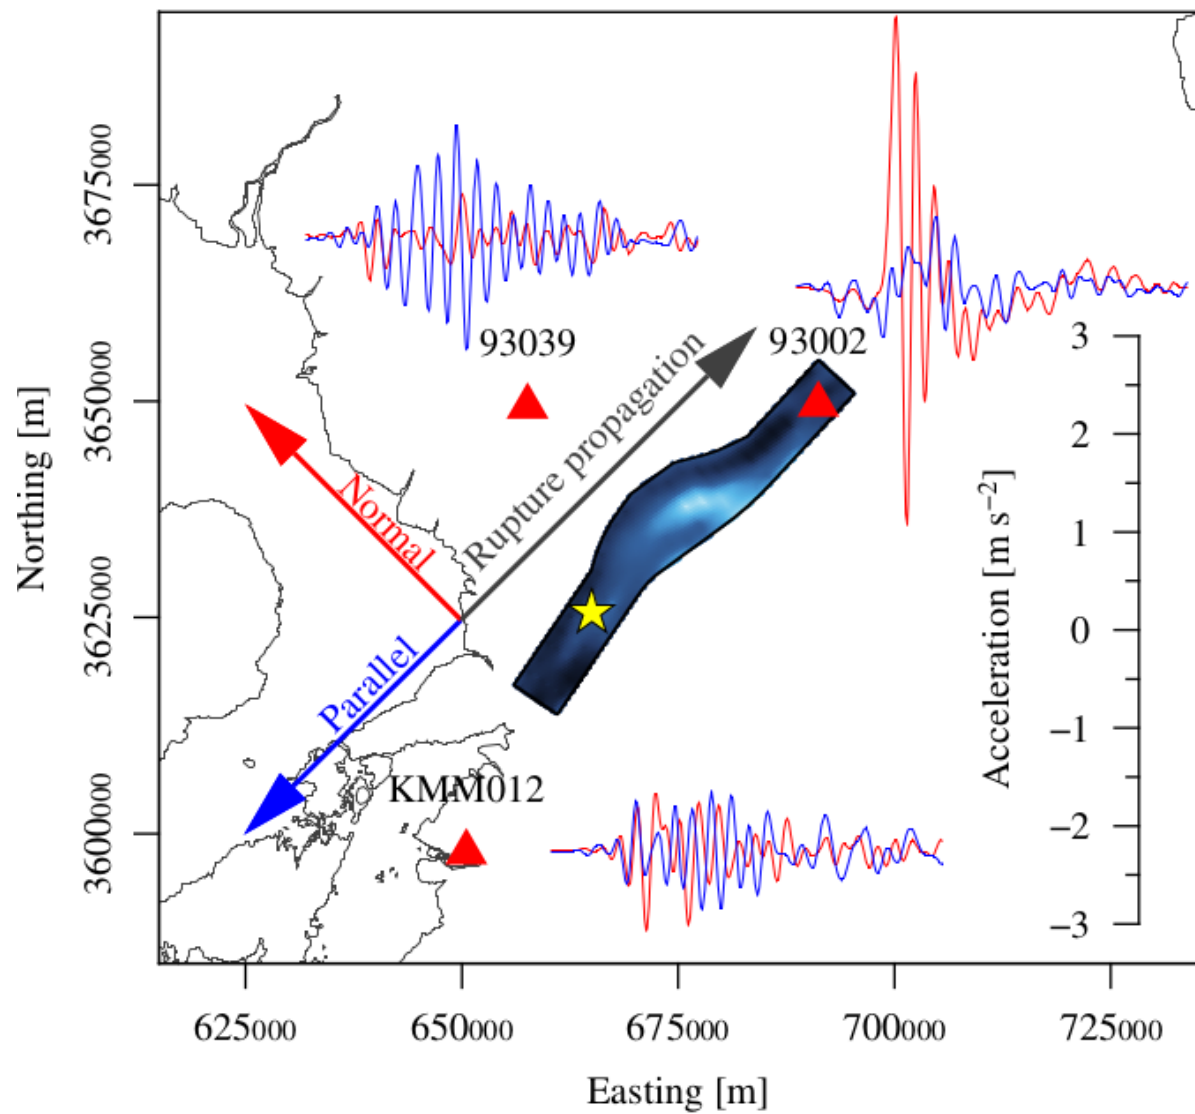 3675000
3650000
3625000
3600000
Northing [m]
93039
93002
Rupture propagation
Normal
Parallel
KMM012
3
2
1
0
−1
−2
−3
Acceleration [m s⁻²]
625000
650000
675000
700000
725000
Easting [m]